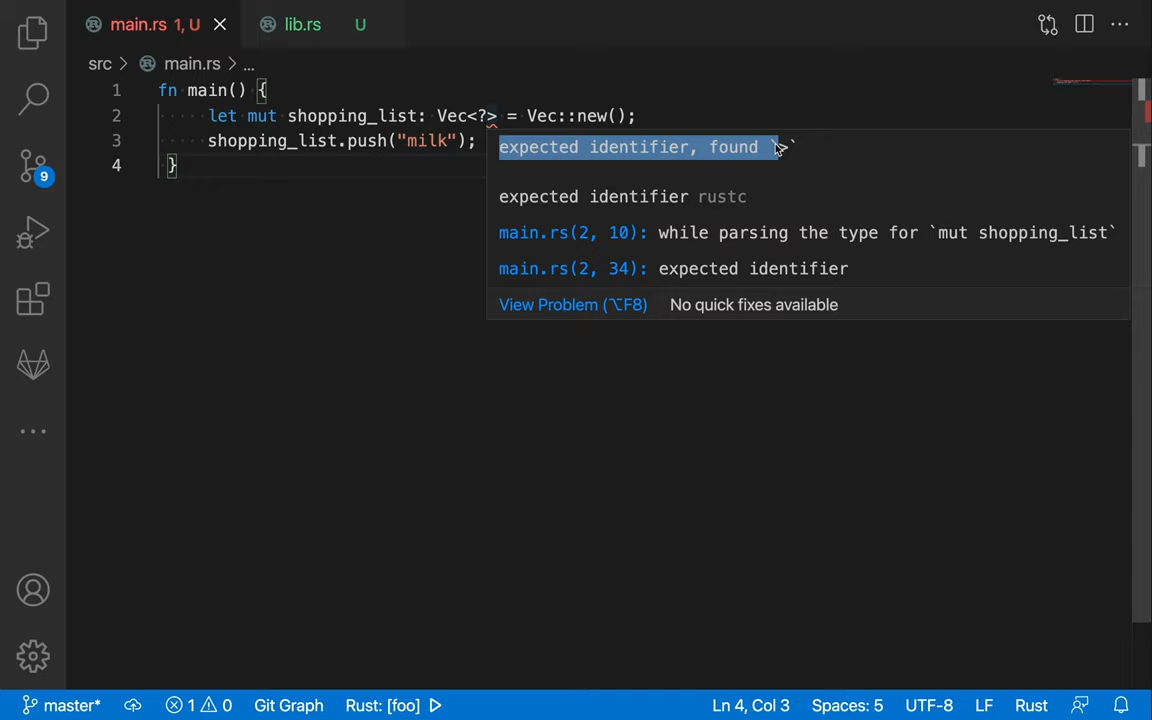 main.rs 1, U
lib.rs U
src > main.rs > ...
1 fn main() {
2 let mut shopping_list: Vec<?> = Vec::new();
3 shopping_list.push("milk");
4 }
expected identifier, found `>`
expected identifier rustc
main.rs(2, 10): while parsing the type for `mut shopping_list`
main.rs(2, 34): expected identifier
View Problem (⌥F8) No quick fixes available
9
master* 1 0 Git Graph Rust: [foo] Ln 4, Col 3 Spaces: 5 UTF-8 LF Rust